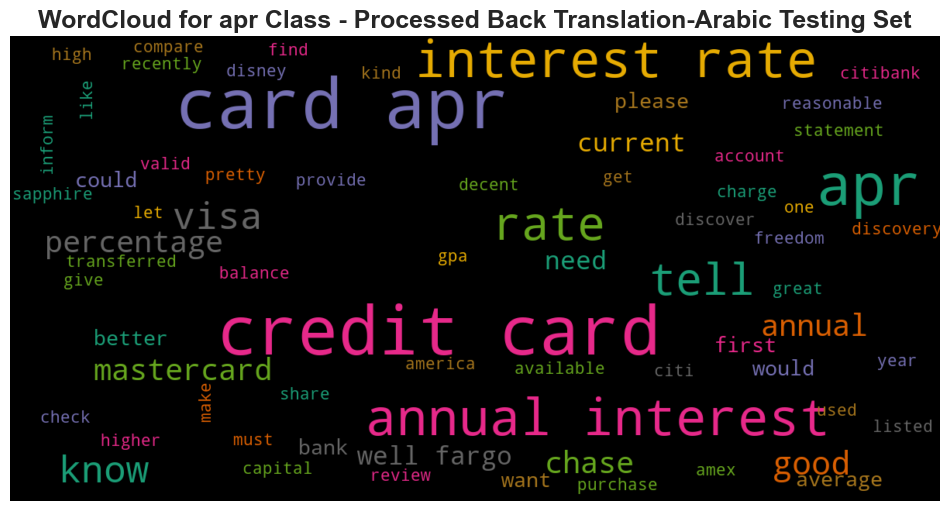 WordCloud for apr Class - Processed Back Translation-Arabic Testing Set
high
compare
find
interest rate
recently
disney
kind
citibank
like
card apr
please
reasonable
inform
current
statement
valid
account
could
pretty
provide
decent
get
apr
sapphire
charge
let
visa
rate
one
discover
percentage
freedom
discovery
transferred
gpa
need
tell
give
balance
great
credit card
annual
better
first
mastercard
america
available
citi
would
year
make
share
check
annual interest
used
listed
higher
must
bank
well fargo
know
capital
chase
good
review
want
purchase
amex
average